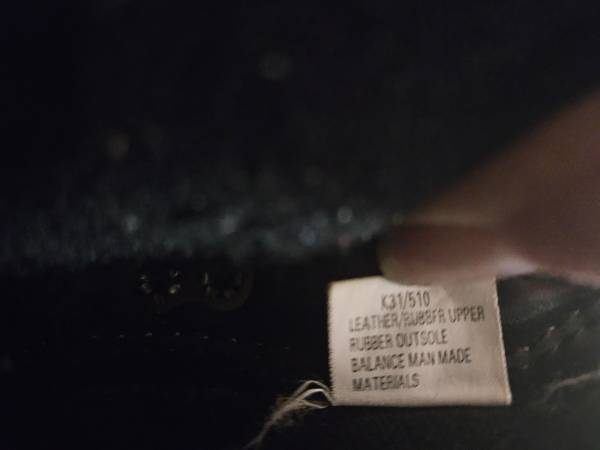 K31/510
LEATHER/RUBBER UPPER
RUBBER OUTSOLE
BALANCE MAN MADE
MATERIALS